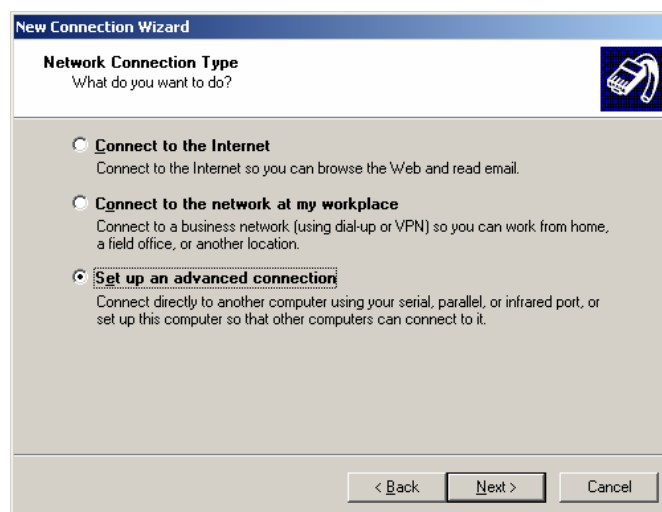 New Connection Wizard
Network Connection Type
What do you want to do?
Connect to the Internet
Connect to the Internet so you can browse the Web and read email.
Connect to the network at my workplace
Connect to a business network (using dial-up or VPN) so you can work from home,
a field office, or another location.
Set up an advanced connection
Connect directly to another computer using your serial, parallel, or infrared port, or
set up this computer so that other computers can connect to it.
< Back
Next >
Cancel